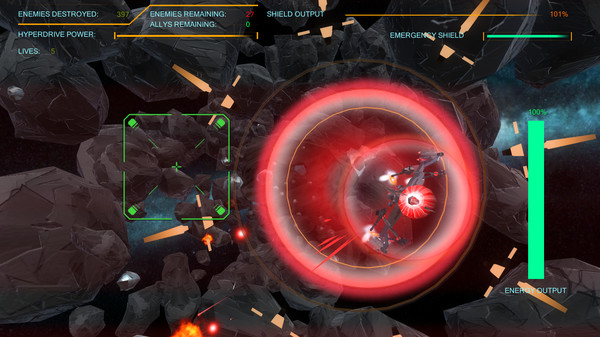 ENEMIES DESTROYED: 397
ENEMIES REMAINING: 27
SHIELD OUTPUT 101%
ALLYS REMAINING: 0
HYPERDRIVE POWER:
EMERGENCY SHIELD
LIVES: 5
100%
ENERGY OUTPUT